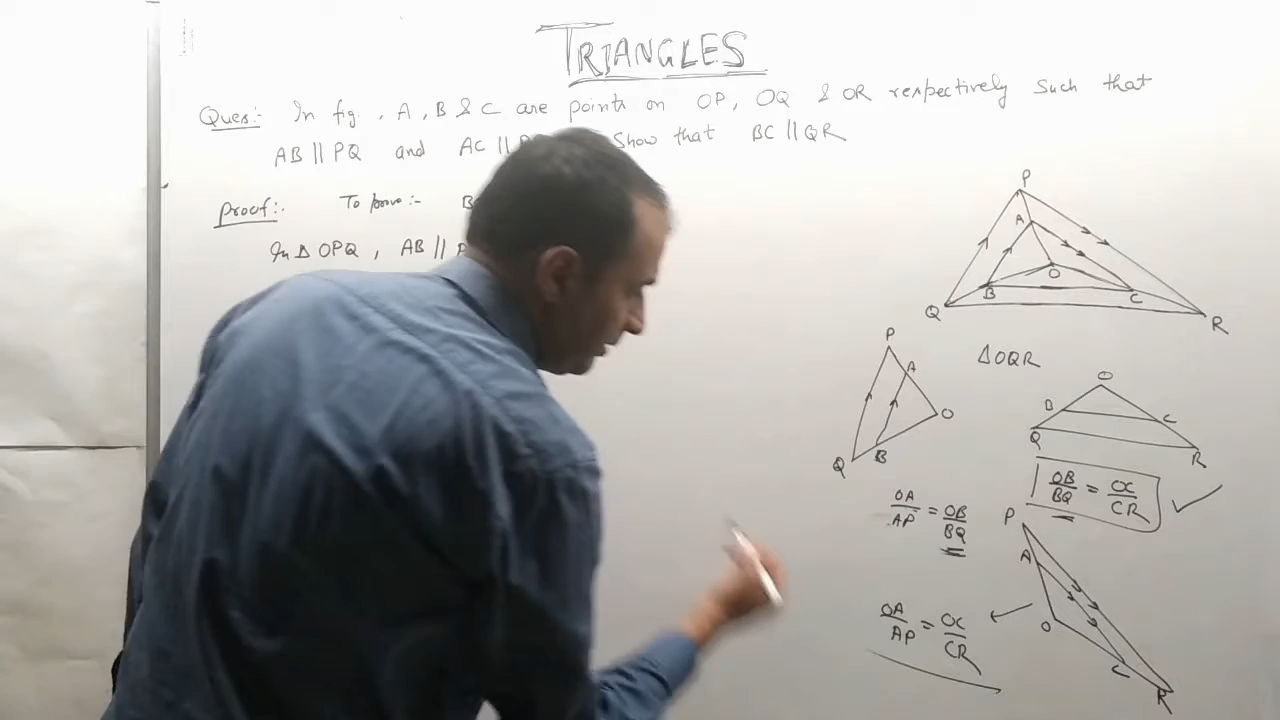 TRIANGLES
Ques:- In fig, A, B & C are points on OP, OQ & OR respectively such that
AB || PQ and AC || Show that BC || QR
Proof:- To prove:- B
In Δ OPQ, AB ||
P
A
O
B
C
Q
R
ΔOQR
P
A
O
Q
B
O
B
C
Q
R
OB/BQ = OC/CR
OA/AP = OB/BQ
P
A
O
C
R
OA/AP = OC/CR